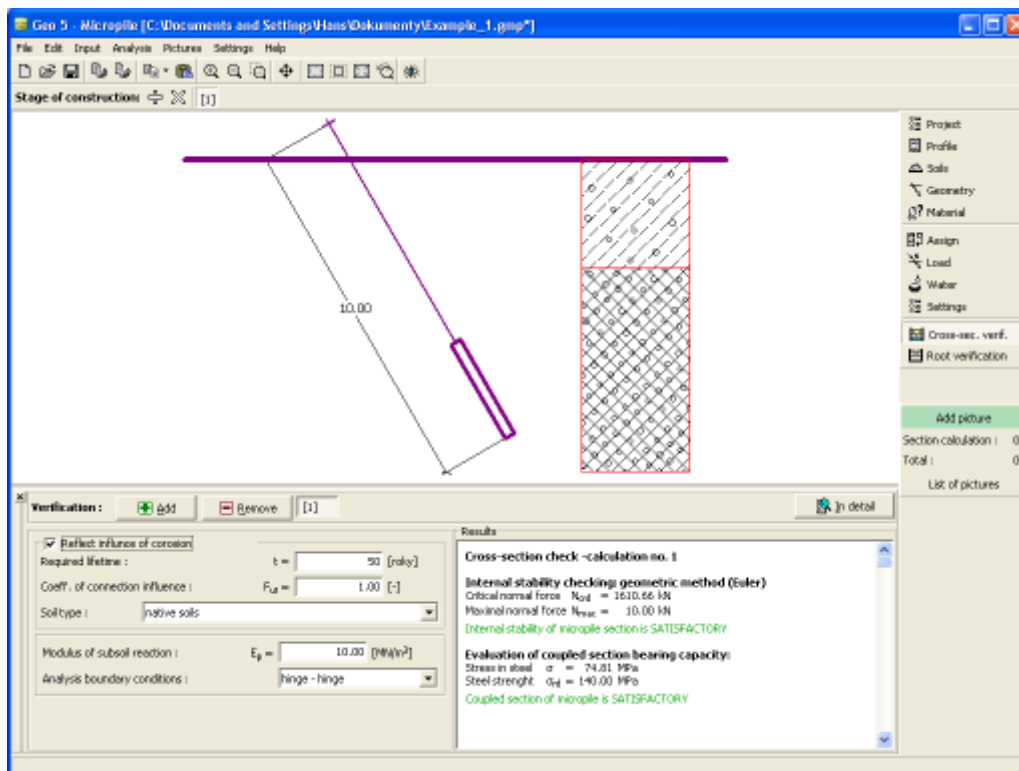 Geo 5 - Micropile [C:\Documents and Settings\Hans\Dokumenty\Example_1.gmp*]
File Edit Input Analysis Pictures Settings Help
Stage of construction: [1]
10.00
Project
Profile
Soils
Geometry
Material
Assign
Load
Water
Settings
Cross-sec. verif.
Root verification
Add picture
Section calculation : 0
Total : 0
List of pictures
Verification : Add Remove [1] In detail
Reflect influnce of corosion
Required lifetime : t = 50 [roky]
Coeff. of connection influence : = 1.00 [-]
Soil type : native soils
Modulus of subsoil reaction : Ep = 10.00 [MN/m³]
Analysis boundary conditions : hinge - hinge
Results
Cross-section check -calculation no. 1
Internal stability checking: geometric method (Euler)
Critical normal force Ncrd = 1610.66 kN
Maximal normal force Nmax = 10.00 kN
Internal stability of micropile section is SATISFACTORY
Evaluation of coupled section bearing capacity:
Stress in steel σ = 74.81 MPa
Steel strenght σrd = 140.00 MPa
Coupled section of micropile is SATISFACTORY